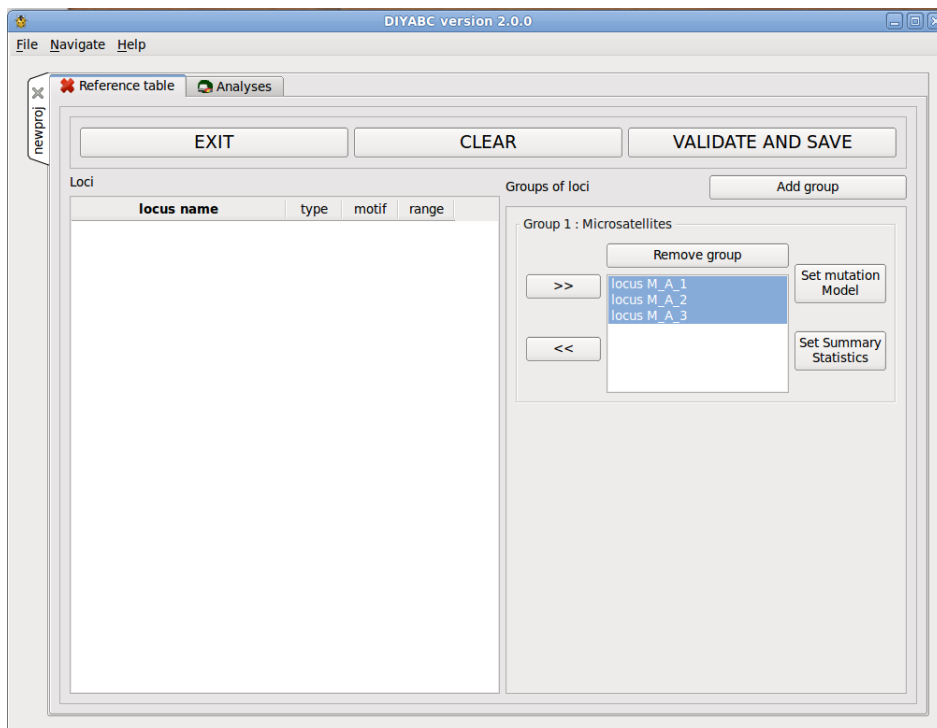 DIYABC version 2.0.0
File Navigate Help
newproj
Reference table Analyses
EXIT CLEAR VALIDATE AND SAVE
Loci
locus name type motif range
Groups of loci Add group
Group 1 : Microsatellites
Remove group
>>
<<
locus M_A_1
locus M_A_2
locus M_A_3
Set mutation
Model
Set Summary
Statistics